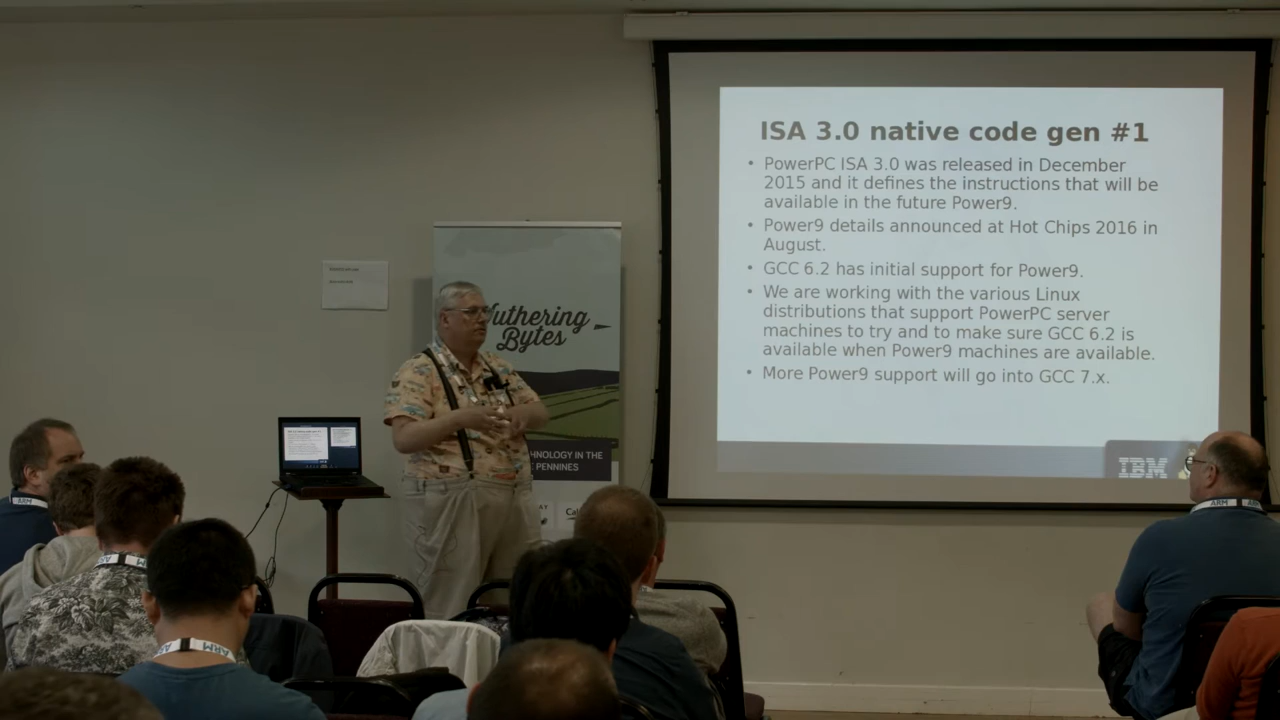 ISA 3.0 native code gen #1
• PowerPC ISA 3.0 was released in December
2015 and it defines the instructions that will be
available in the future Power9.
• Power9 details announced at Hot Chips 2016 in
August.
• GCC 6.2 has initial support for Power9.
• We are working with the various Linux
distributions that support PowerPC server
machines to try and to make sure GCC 6.2 is
available when Power9 machines are available.
• More Power9 support will go into GCC 7.x.
IBM
Wuthering
Bytes
IN THE
PENNINES
ARM
ARM
ARM
ARM